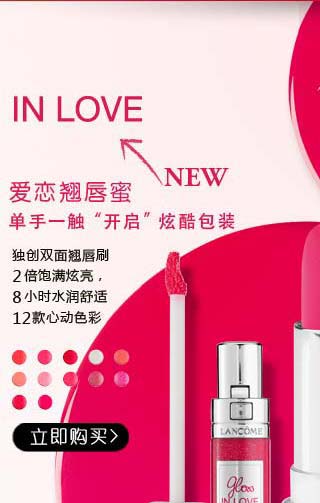 IN LOVE
NEW
爱恋翘唇蜜
单手一触“开启”炫酷包装
独创双面翘唇刷
2倍饱满炫亮，
8小时水润舒适
12款心动色彩
立即购买>
LANCÔME
gloss
IN LOVE